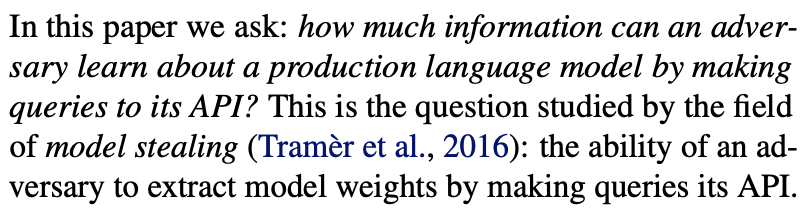 In this paper we ask: how much information can an adver-
sary learn about a production language model by making
queries to its API? This is the question studied by the field
of model stealing (Tramèr et al., 2016): the ability of an ad-
versary to extract model weights by making queries its API.